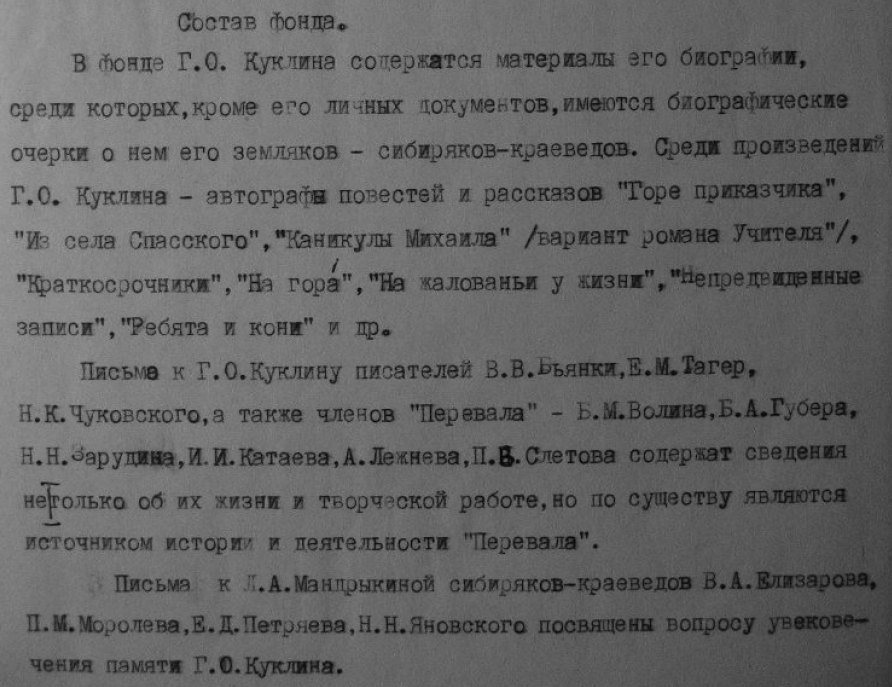 Состав фонда.
В фонде Г.О. Куклина содержатся материалы его биографии,
среди которых,кроме его личных документов,имеются биографические
очерки о нем его земляков - сибиряков-краеведов. Среди произведений
Г.О. Куклина - автографы повестей и рассказов "Горе приказчика",
"Из села Спасского","Каникулы Михаила" /вариант романа Учителя"/,
"Краткосрочники","На гора́","На жалованьи у жизни","Непредвиденные
записи","Ребята и кони" и др.
Письма к Г.О.Куклину писателей В.В.Бьянки,Е.М.Тагер,
Н.К.Чуковского,а также членов "Перевала" - Б.М.Волина,Б.А.Губера,
Н.Н.Зарудина,И.И.Катаева,А.Лежнева,П.В.Слетова содержат сведения
нетолько об их жизни и творческой работе,но по существу являются
источником истории и деятельности "Перевала".
Письма к Л.А.Мандрыкиной сибиряков-краеведов В.А.Елизарова,
П.М.Моролева,Е.Д.Петряева,Н.Н.Яновского посвящены вопросу увекове-
чения памяти Г.О.Куклина.